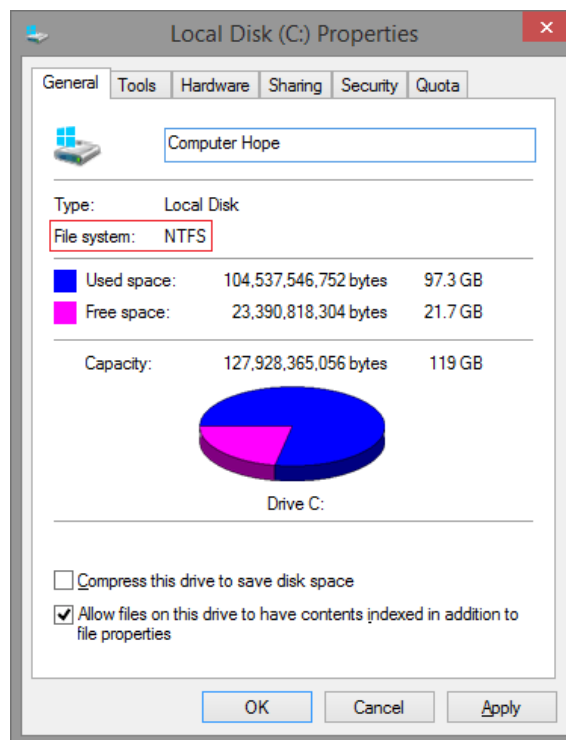 Local Disk (C:) Properties
General Tools Hardware Sharing Security Quota
Computer Hope
Type: Local Disk
File system: NTFS
Used space: 104,537,546,752 bytes 97.3 GB
Free space: 23,390,818,304 bytes 21.7 GB
Capacity: 127,928,365,056 bytes 119 GB
Drive C:
Compress this drive to save disk space
Allow files on this drive to have contents indexed in addition to
file properties
OK Cancel Apply